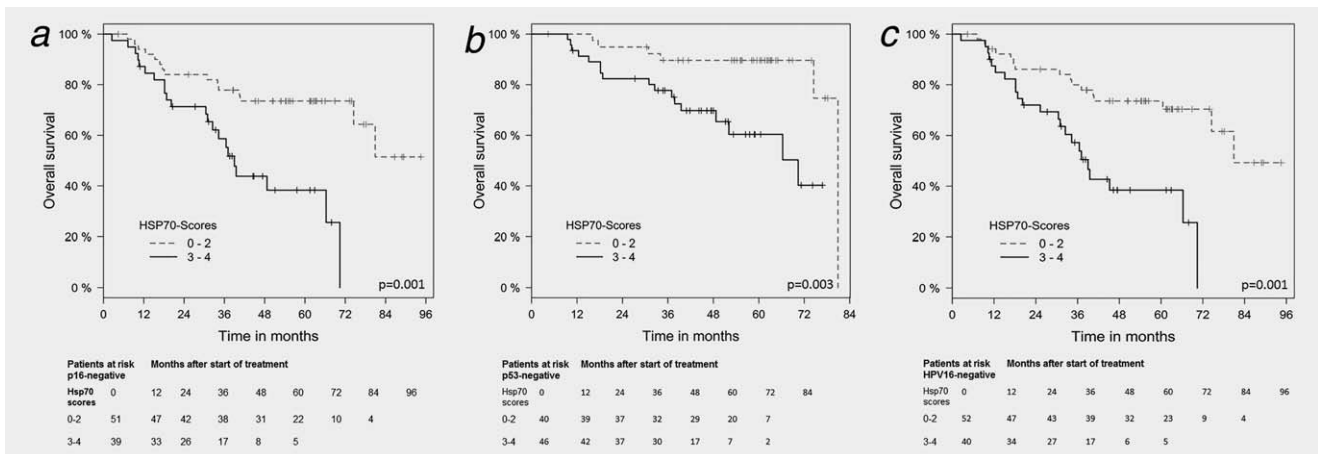 a
100 %
80 %
60 %
40 %
20 %
0 %
Overall survival
HSP70-Scores
0 - 2
3 - 4
p=0.001
0 12 24 36 48 60 72 84 96
Time in months
Patients at risk Months after start of treatment
p16-negative
Hsp70 0 12 24 36 48 60 72 84 96
scores
0-2 51 47 42 38 31 22 10 4
3-4 39 33 26 17 8 5
b
100 %
80 %
60 %
40 %
20 %
0 %
Overall survival
HSP70-Scores
0 - 2
3 - 4
p=0.003
0 12 24 36 48 60 72 84
Time in months
Patients at risk Months after start of treatment
p53-negative
Hsp70 0 12 24 36 48 60 72 84
scores
0-2 40 39 37 32 29 20 7
3-4 46 42 37 30 17 7 2
c
100 %
80 %
60 %
40 %
20 %
0 %
Overall survival
HSP70-Scores
0 - 2
3 - 4
p=0.001
0 12 24 36 48 60 72 84 96
Time in months
Patients at risk Months after start of treatment
HPV16-negative
Hsp70 0 12 24 36 48 60 72 84 96
scores
0-2 52 47 43 39 32 23 9 4
3-4 40 34 27 17 6 5